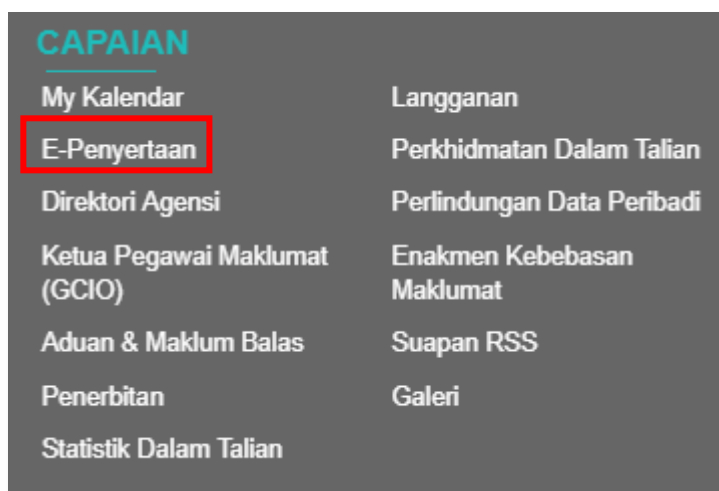 CAPAIAN
My Kalendar
E-Penyertaan
Direktori Agensi
Ketua Pegawai Maklumat
(GCIO)
Aduan & Maklum Balas
Penerbitan
Statistik Dalam Talian
Langganan
Perkhidmatan Dalam Talian
Perlindungan Data Peribadi
Enakmen Kebebasan
Maklumat
Suapan RSS
Galeri